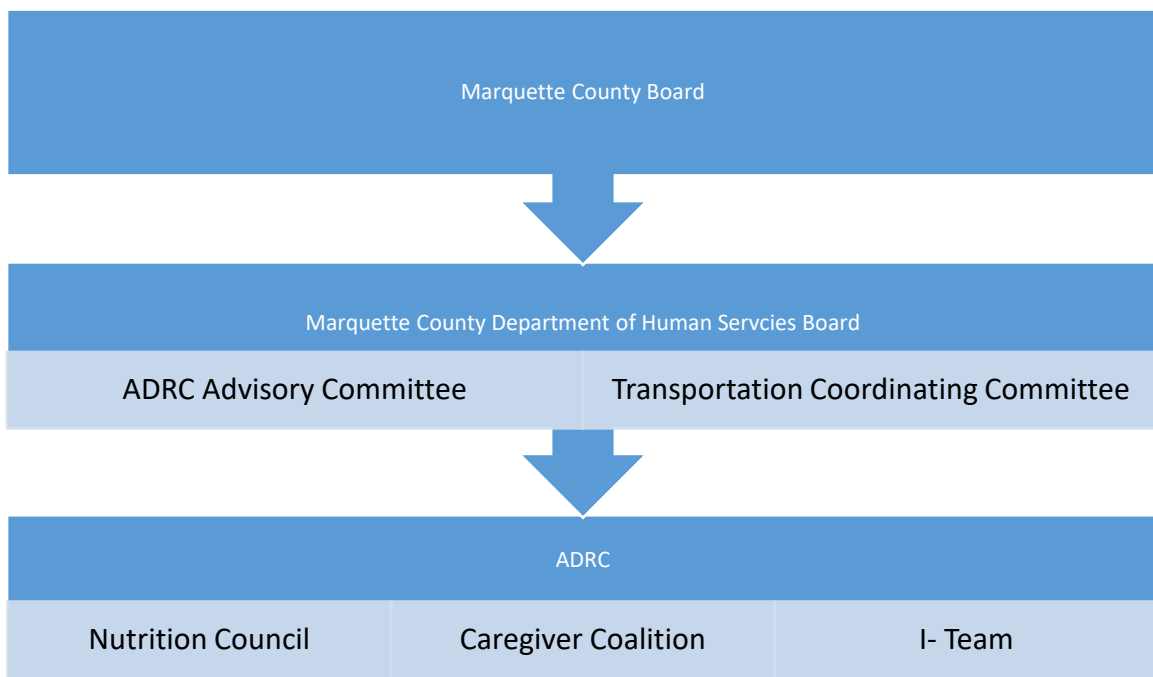 Marquette County Board
Marquette County Department of Human Servcies Board
ADRC Advisory Committee
Transportation Coordinating Committee
ADRC
Nutrition Council
Caregiver Coalition
I- Team